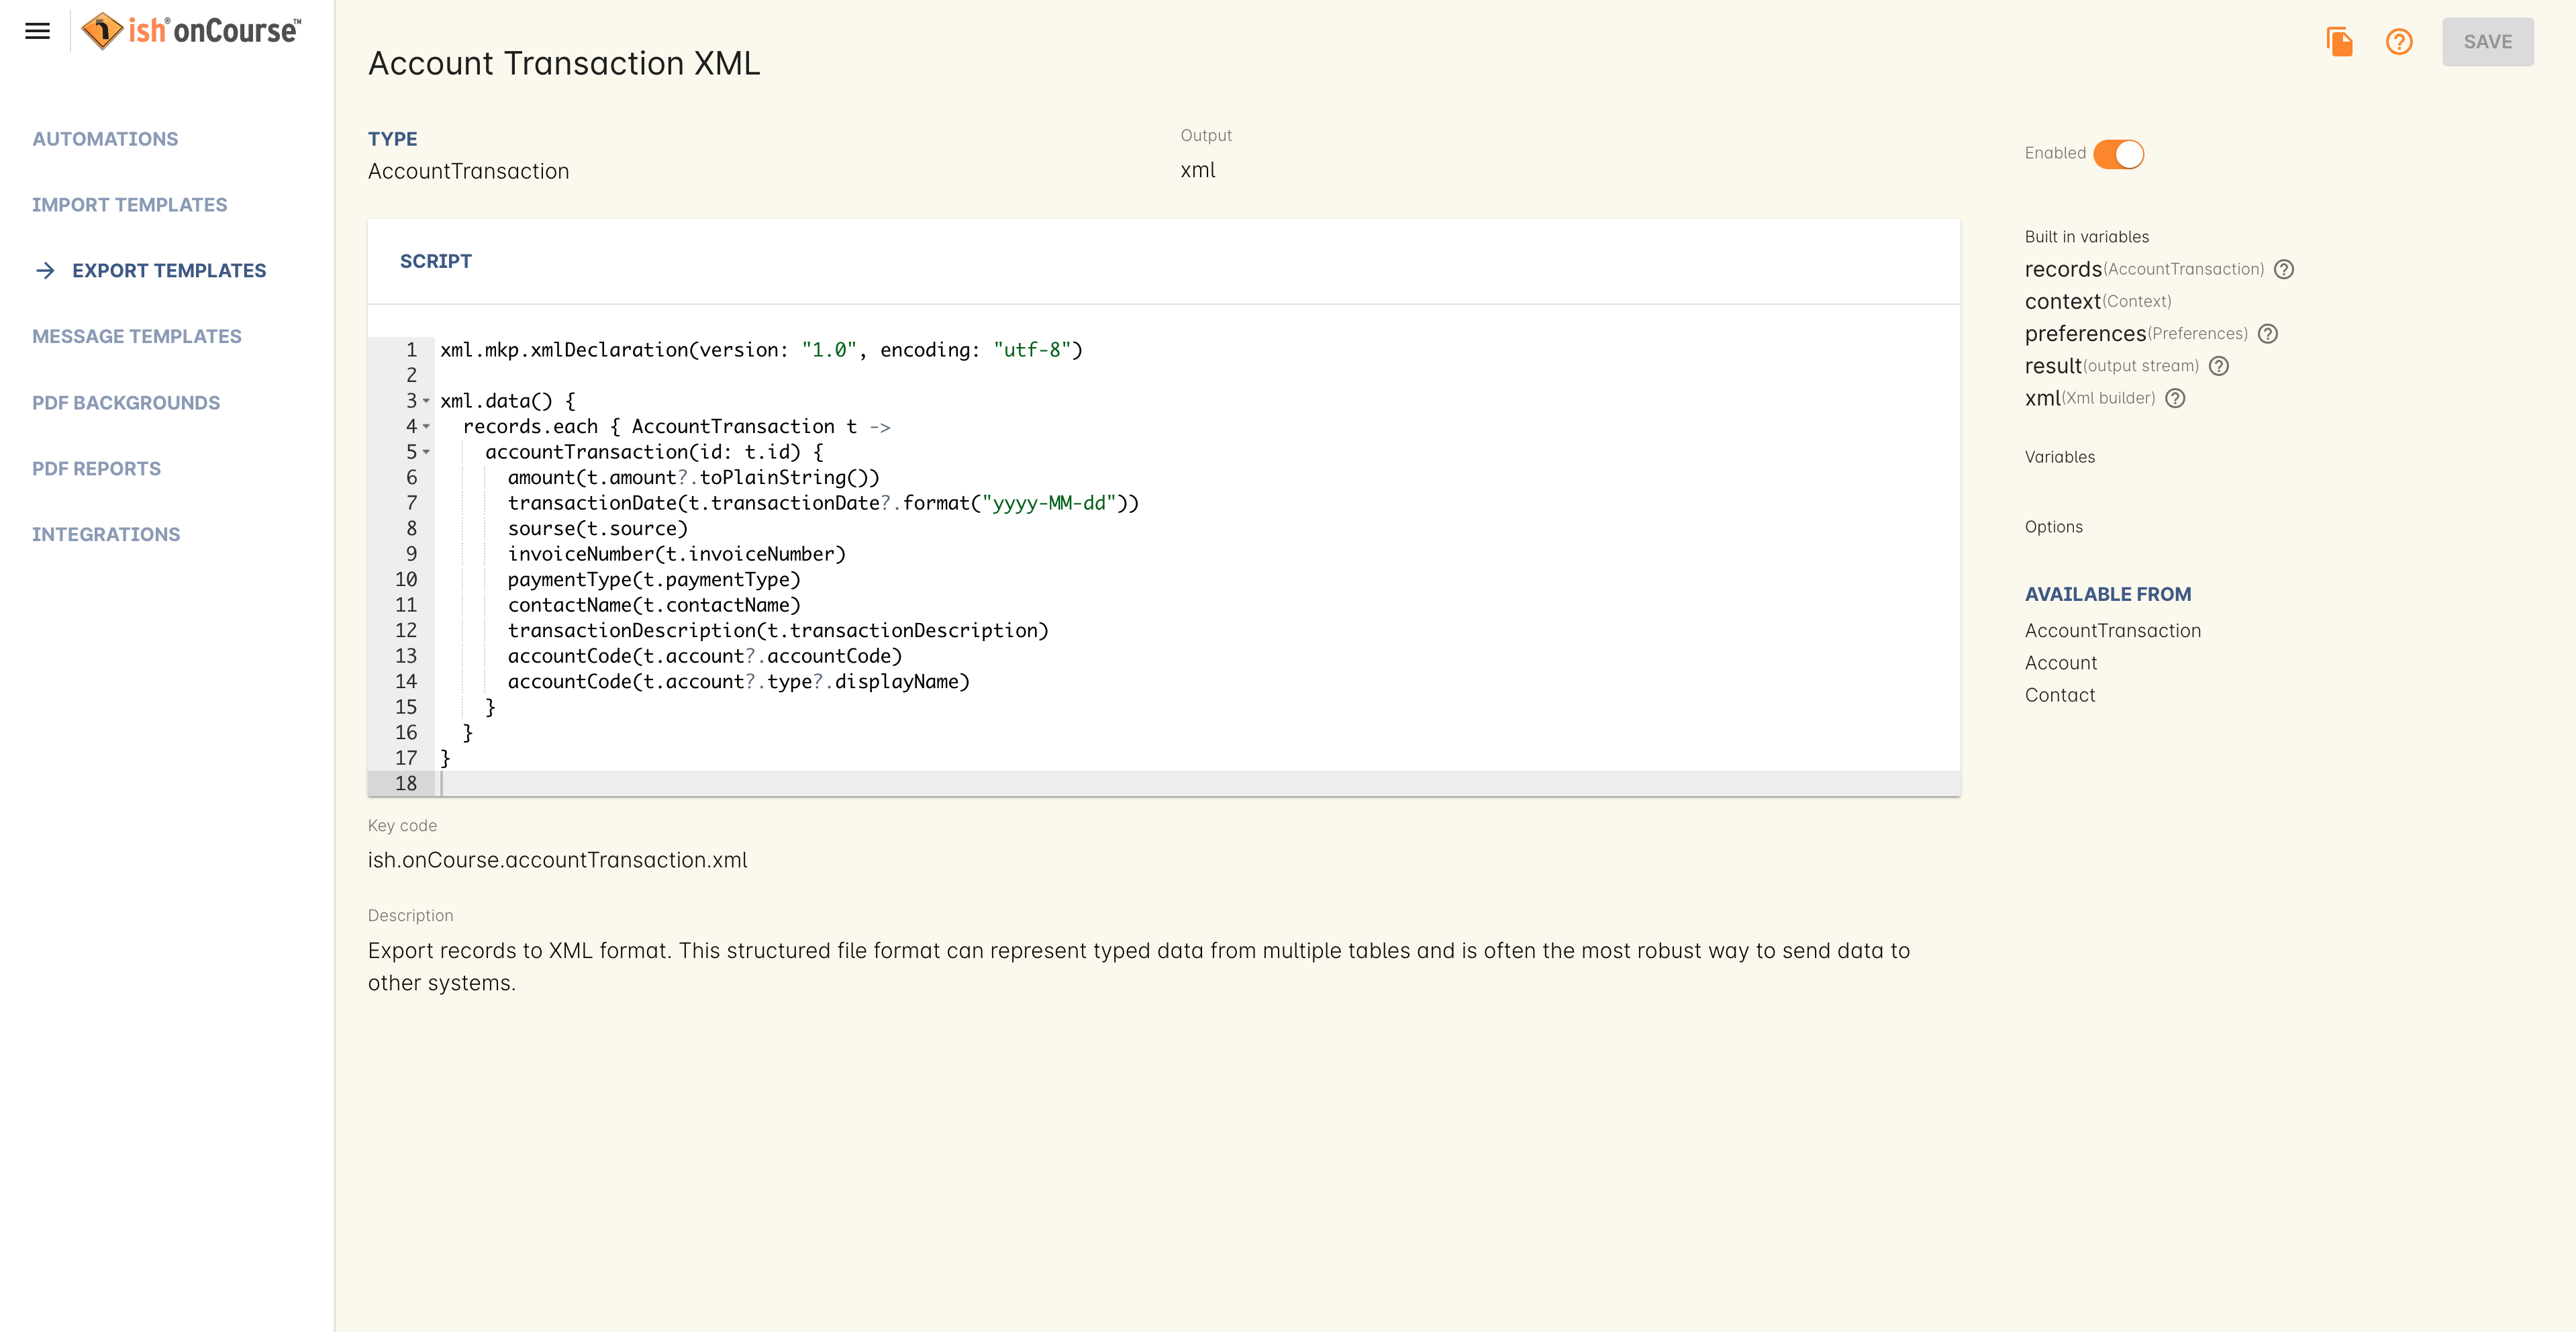 ish® onCourse™
AUTOMATIONS
IMPORT TEMPLATES
EXPORT TEMPLATES
MESSAGE TEMPLATES
PDF BACKGROUNDS
PDF REPORTS
INTEGRATIONS
Account Transaction XML
SAVE
TYPE
AccountTransaction
Output
xml
SCRIPT
1 xml.mkp.xmlDeclaration(version: "1.0", encoding: "utf-8")
2
3 xml.data() {
4 records.each { AccountTransaction t ->
5 accountTransaction(id: t.id) {
6 amount(t.amount?.toPlainString())
7 transactionDate(t.transactionDate?.format("yyyy-MM-dd"))
8 sourse(t.source)
9 invoiceNumber(t.invoiceNumber)
10 paymentType(t.paymentType)
11 contactName(t.contactName)
12 transactionDescription(t.transactionDescription)
13 accountCode(t.account?.accountCode)
14 accountCode(t.account?.type?.displayName)
15 }
16 }
17 }
18
Key code
ish.onCourse.accountTransaction.xml
Description
Export records to XML format. This structured file format can represent typed data from multiple tables and is often the most robust way to send data to
other systems.
Enabled
Built in variables
records(AccountTransaction) ?
context(Context)
preferences(Preferences) ?
result(output stream) ?
xml(Xml builder) ?
Variables
Options
AVAILABLE FROM
AccountTransaction
Account
Contact